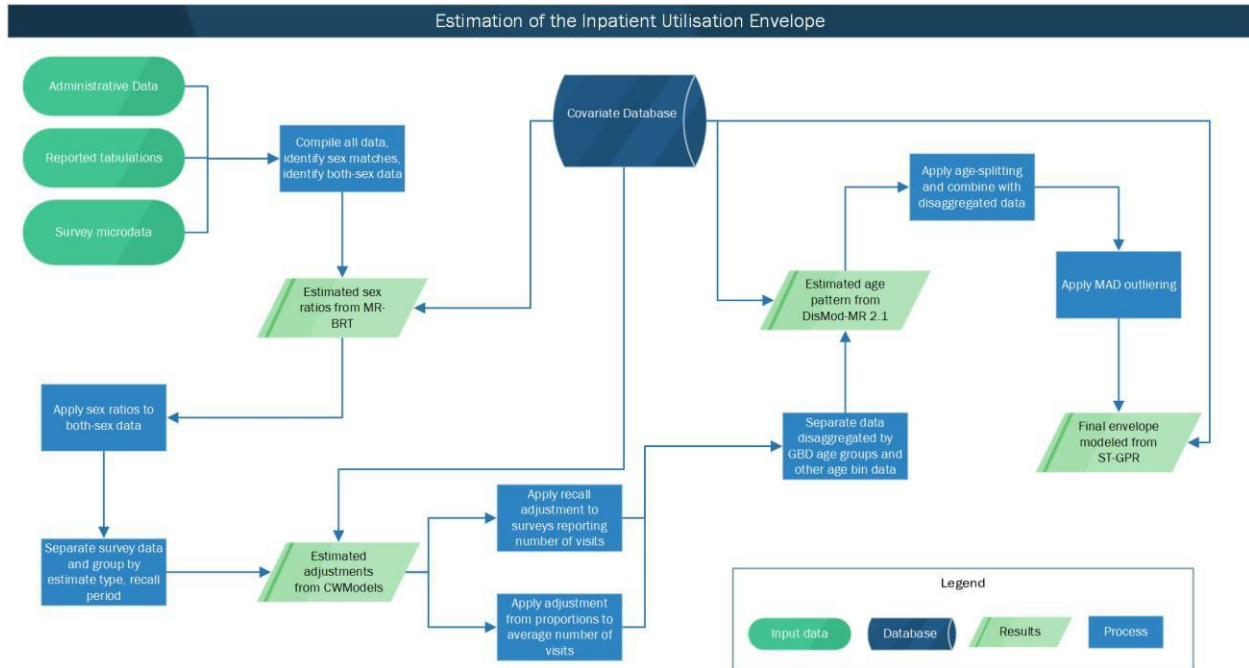 Estimation of the Inpatient Utilisation Envelope
Administrative Data
Reported tabulations
Survey microdata
Compile all data,
identify sex matches,
identify both-sex data
Covariate Database
Apply age-splitting
and combine with
disaggregated data
Estimated sex
ratios from MR-
BRT
Estimated age
pattern from
DisMod-MR 2.1
Apply MAD outliering
Apply sex ratios to
both-sex data
Separate data
disaggregated by
GBD age groups and
other age bin data
Final envelope
modeled from
ST-GPR
Separate survey data
and group by
estimate type, recall
period
Estimated
adjustments
from CWModels
Apply recall
adjustment to
surveys reporting
number of visits
Apply adjustment
from proportions to
average number of
visits
Legend
Input data
Database
Results
Process